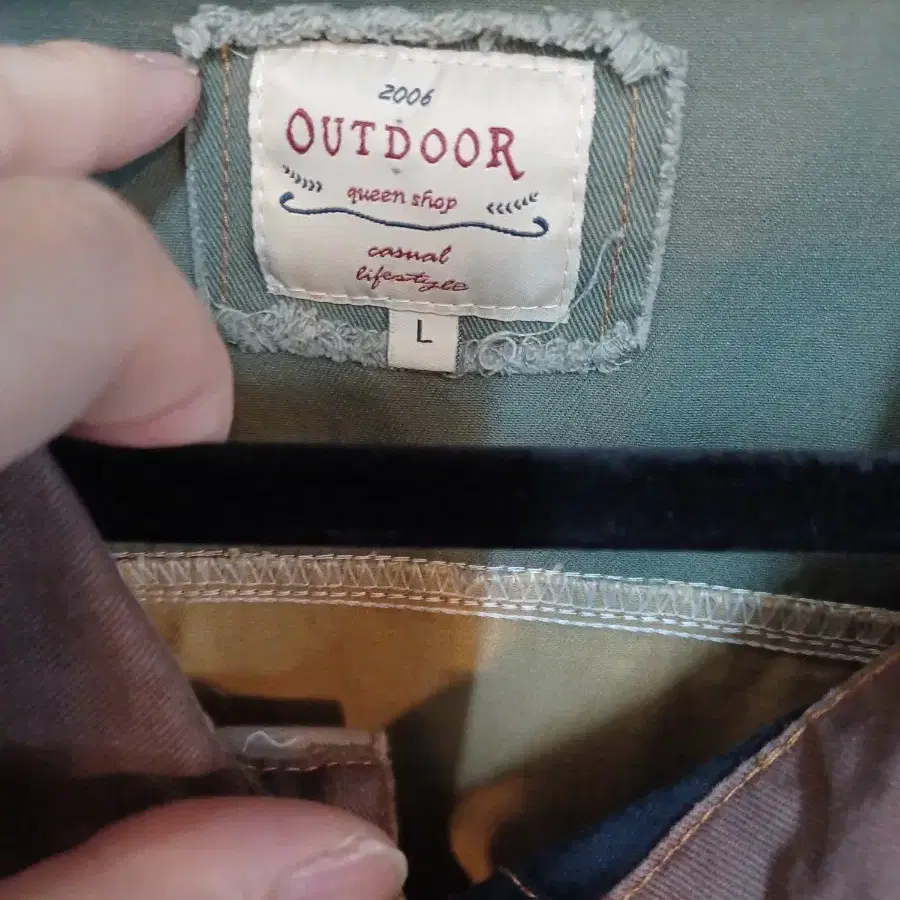 2006
OUTDOOR
queen shop
casual
lifestyle
L